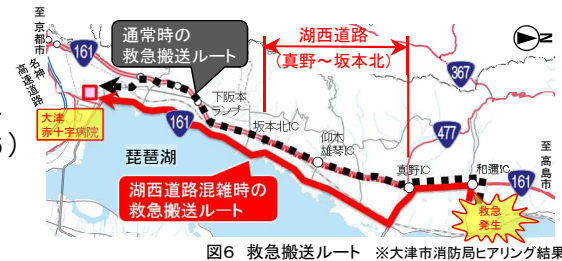 至
京都市
名神
高速道路
161
通常時の
救急搬送ルート
湖西道路
(真野～坂本北)
N
367
大津
赤十字病院
6)
下阪本
ランプ
161
坂本北IC
仰木
雄琴IC
477
至
高島市
琵琶湖
真野IC
和邇IC
161
湖西道路混雑時の
救急搬送ルート
救急
発生
図6 救急搬送ルート ※大津市消防局ヒアリング結果